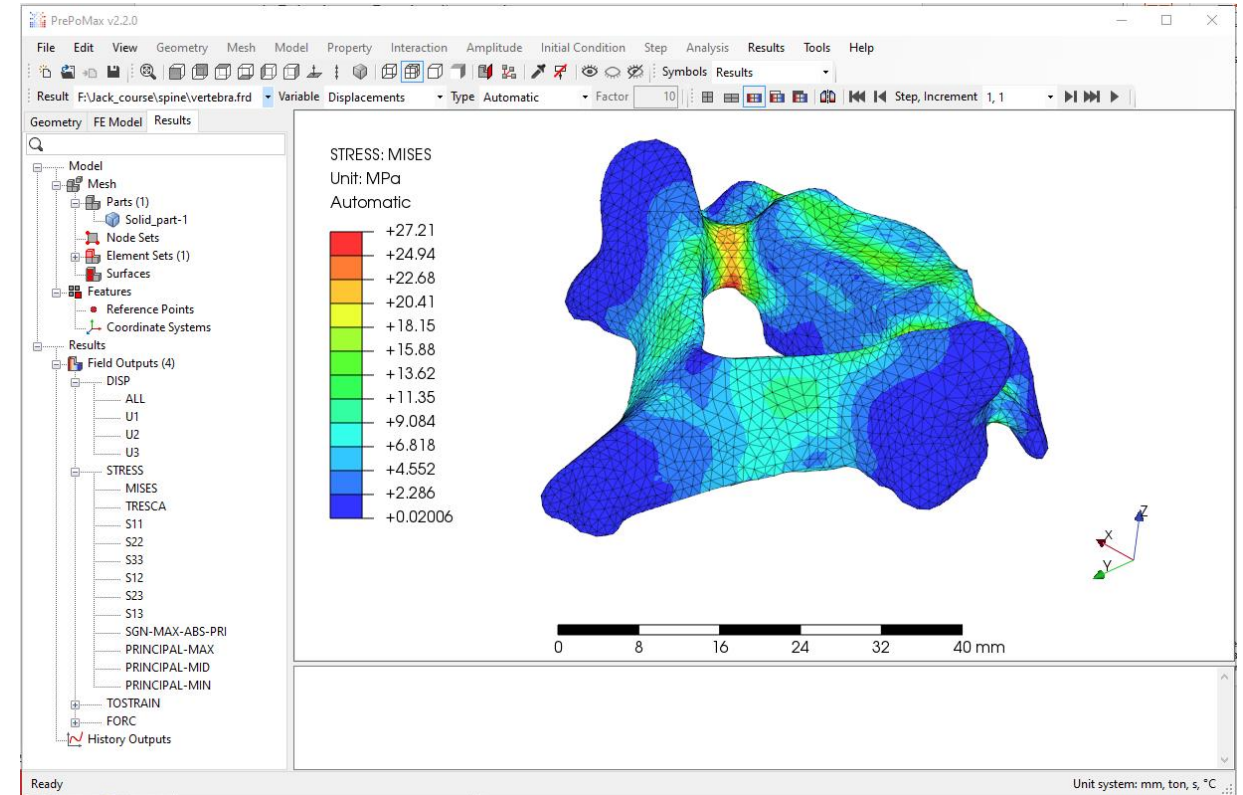 PrePoMax v2.2.0
File Edit View Geometry Mesh Model Property Interaction Amplitude Initial Condition Step Analysis Results Tools Help
Symbols Results
Result F:\Jack_course\spine\vertebra.frd Variable Displacements Type Automatic Factor 10 Step, Increment 1, 1
Geometry FE Model Results
Model
Mesh
Parts (1)
Solid_part-1
Node Sets
Element Sets (1)
Surfaces
Features
Reference Points
Coordinate Systems
Results
Field Outputs (4)
DISP
ALL
U1
U2
U3
STRESS
MISES
TRESCA
S11
S22
S33
S12
S23
S13
SGN-MAX-ABS-PRI
PRINCIPAL-MAX
PRINCIPAL-MID
PRINCIPAL-MIN
TOSTRAIN
FORC
History Outputs
STRESS: MISES
Unit: MPa
Automatic
+27.21
+24.94
+22.68
+20.41
+18.15
+15.88
+13.62
+11.35
+9.084
+6.818
+4.552
+2.286
+0.02006
Z
X
Y
0 8 16 24 32 40 mm
Ready
Unit system: mm, ton, s, °C